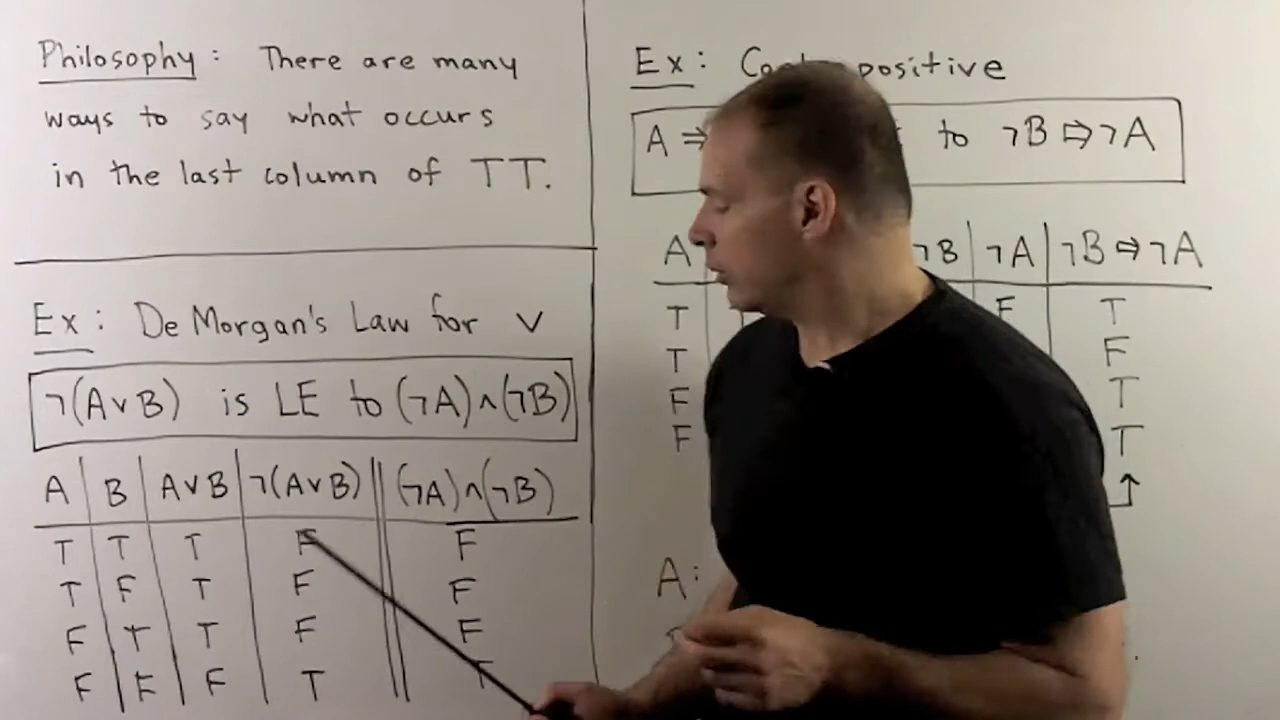 Philosophy: There are many
ways to say what occurs
in the last column of TT.
Ex: De Morgan's Law for ∨
¬(A∨B) is LE to (¬A)∧(¬B)
A B A∨B ¬(A∨B) (¬A)∧(¬B)
T T T F F
T F T F F
F T T F F
F F F T
Ex: positive
A ⇒ to ¬B ⇒ ¬A
A ¬B ¬A ¬B ⇒ ¬A
T F T
T F
F T
F T
A: